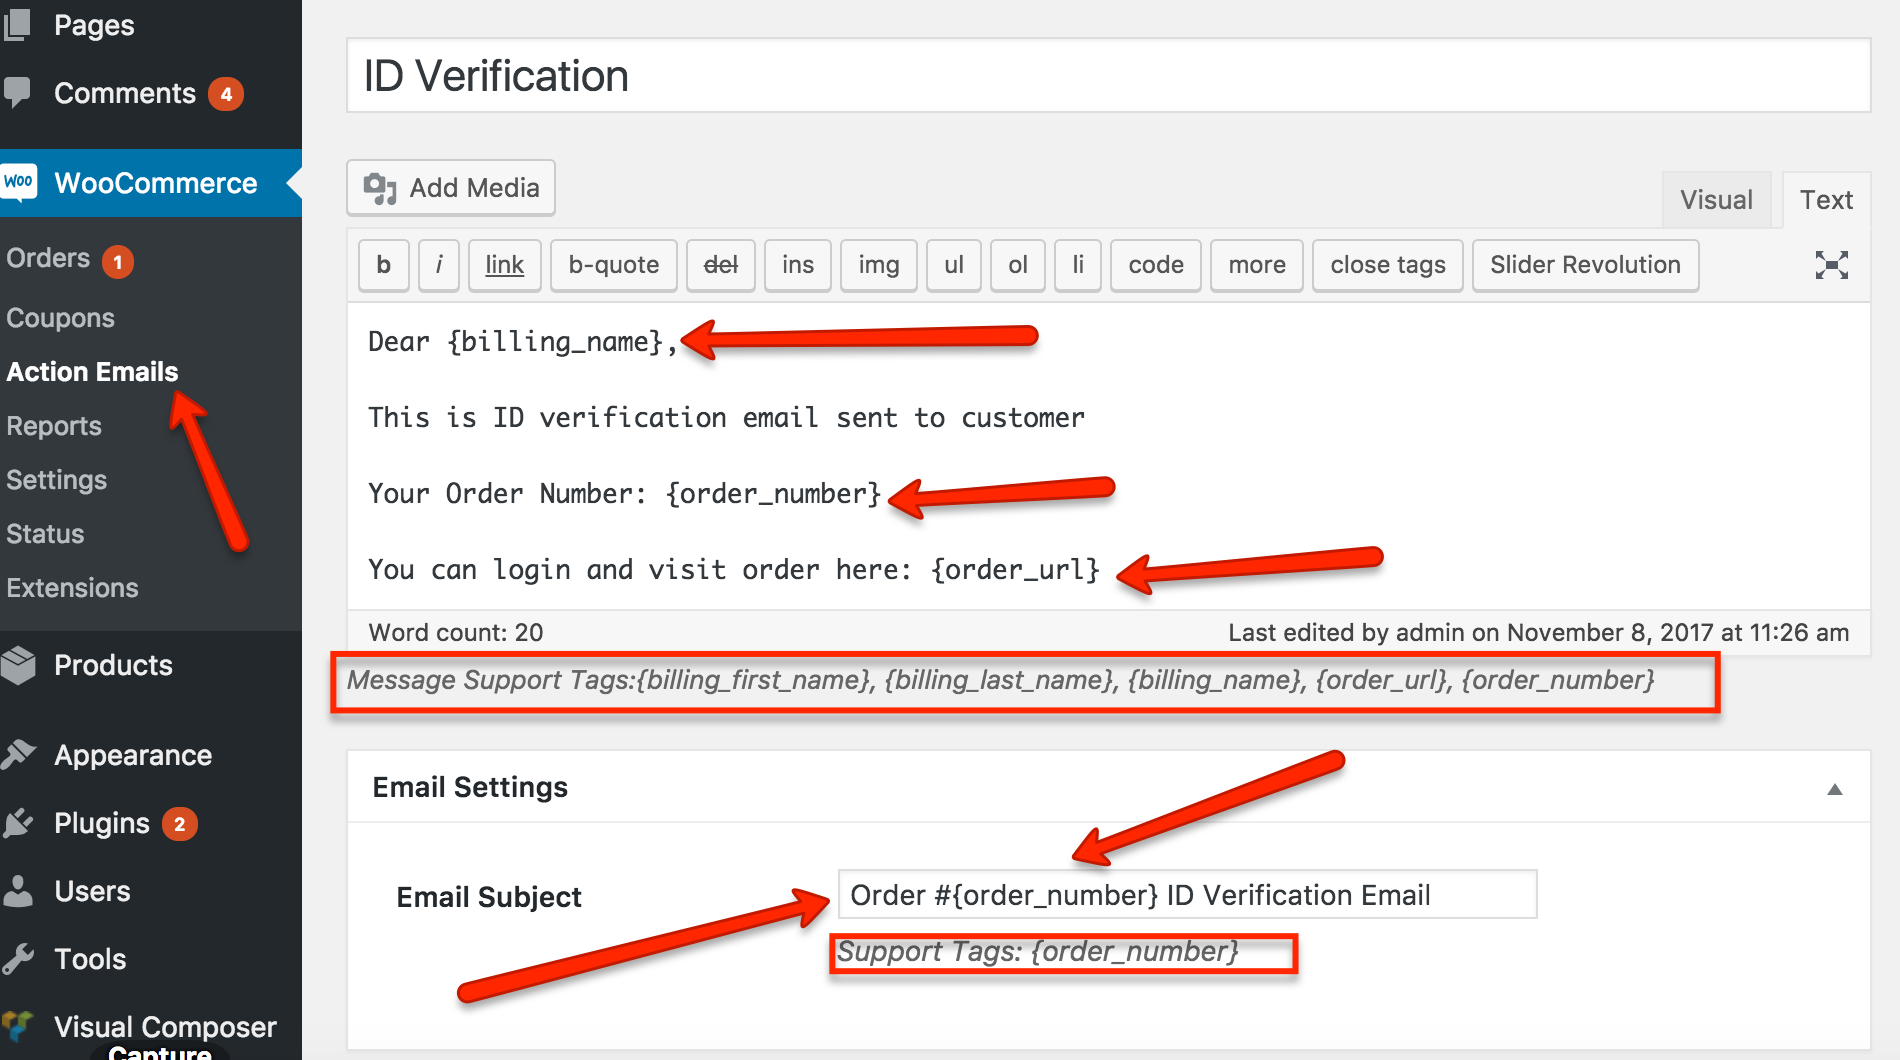 Pages
Comments 4
Woo WooCommerce
Orders 1
Coupons
Action Emails
Reports
Settings
Status
Extensions
Products
Appearance
Plugins 2
Users
Tools
Visual Composer
Capture
ID Verification
Add Media
Visual Text
b i link b-quote del ins img ul ol li code more close tags Slider Revolution
Dear {billing_name},
This is ID verification email sent to customer
Your Order Number: {order_number}
You can login and visit order here: {order_url}
Word count: 20 Last edited by admin on November 8, 2017 at 11:26 am
Message Support Tags:{billing_first_name}, {billing_last_name}, {billing_name}, {order_url}, {order_number}
Email Settings
Email Subject Order #{order_number} ID Verification Email
Support Tags: {order_number}